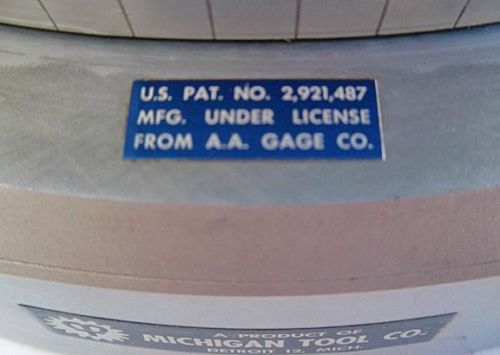 U.S. PAT. NO. 2,921,487
MFG. UNDER LICENSE
FROM A.A. GAGE CO.
A PRODUCT OF
MICHIGAN TOOL CO.
DETROIT 12, MICH.